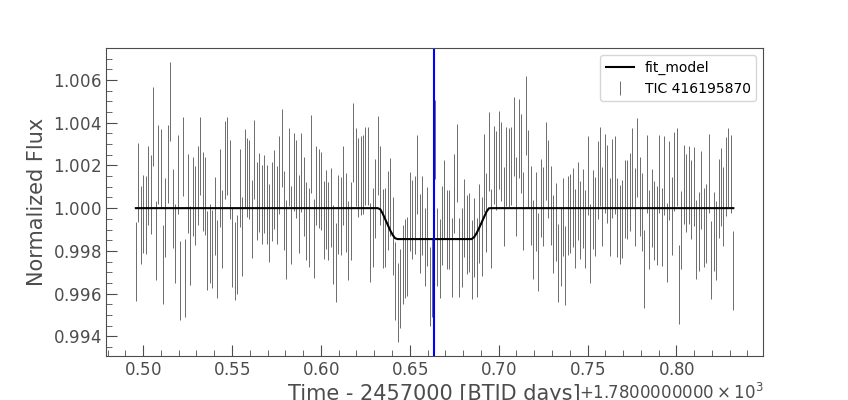 fit_model
TIC 416195870
Normalized Flux
1.006
1.004
1.002
1.000
0.998
0.996
0.994
0.50 0.55 0.60 0.65 0.70 0.75 0.80
Time - 2457000 [BTJD days] +1.7800000000 × 10³